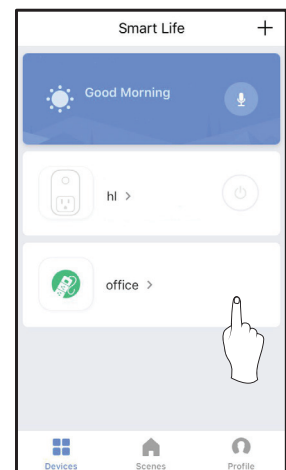 Smart Life
Good Morning
hl >
office >
Devices Scenes Profile